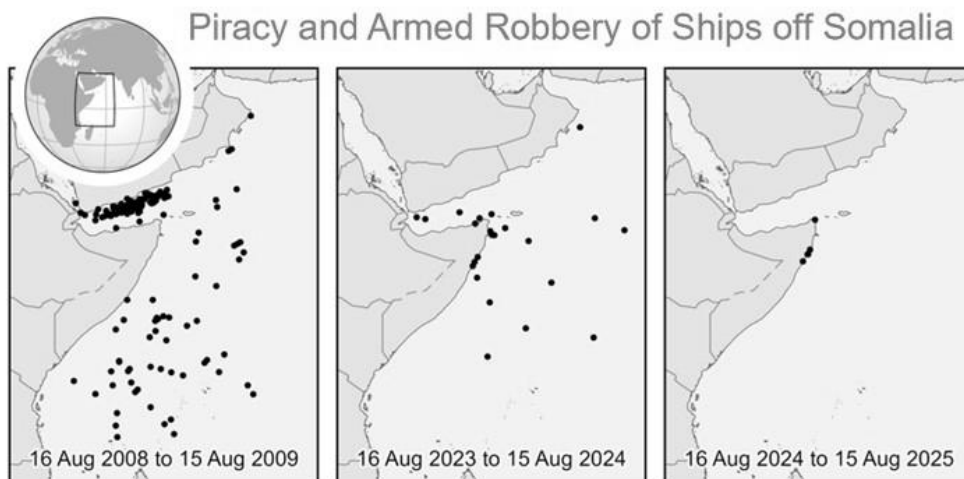 Piracy and Armed Robbery of Ships off Somalia
16 Aug 2008 to 15 Aug 2009
16 Aug 2023 to 15 Aug 2024
16 Aug 2024 to 15 Aug 2025